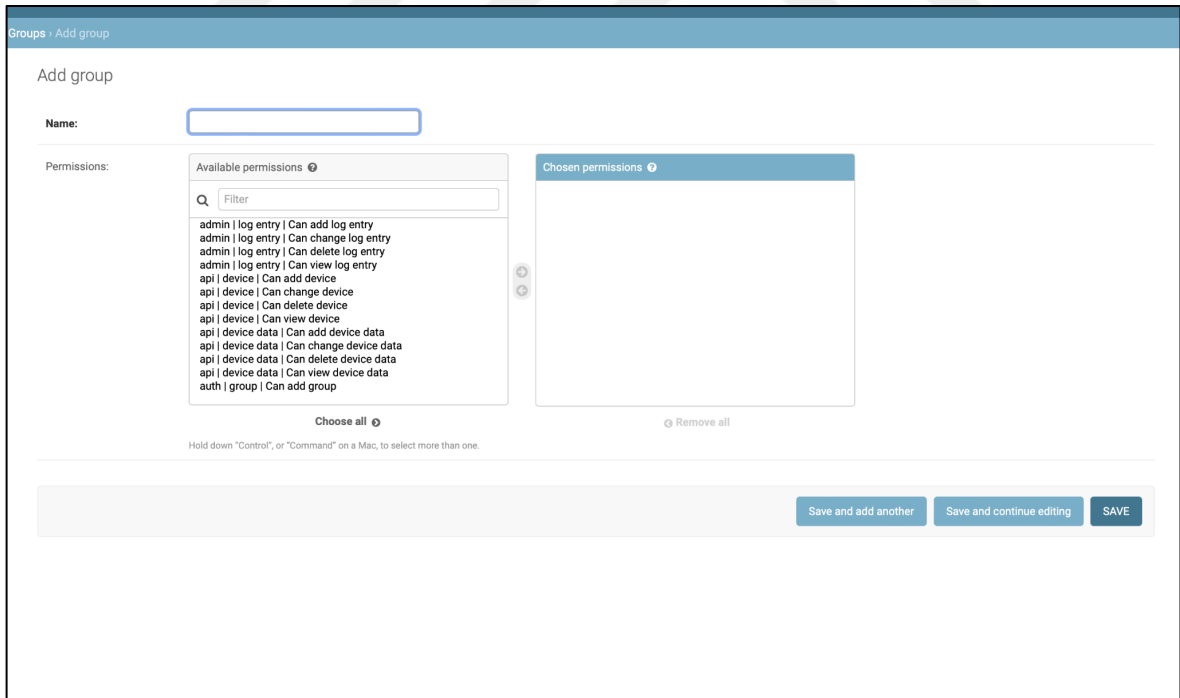 Groups › Add group
Add group
Name:
Permissions:
Available permissions ?
Filter
admin | log entry | Can add log entry
admin | log entry | Can change log entry
admin | log entry | Can delete log entry
admin | log entry | Can view log entry
api | device | Can add device
api | device | Can change device
api | device | Can delete device
api | device | Can view device
api | device data | Can add device data
api | device data | Can change device data
api | device data | Can delete device data
api | device data | Can view device data
auth | group | Can add group
Choose all
Hold down "Control", or "Command" on a Mac, to select more than one.
Chosen permissions ?
Remove all
Save and add another
Save and continue editing
SAVE